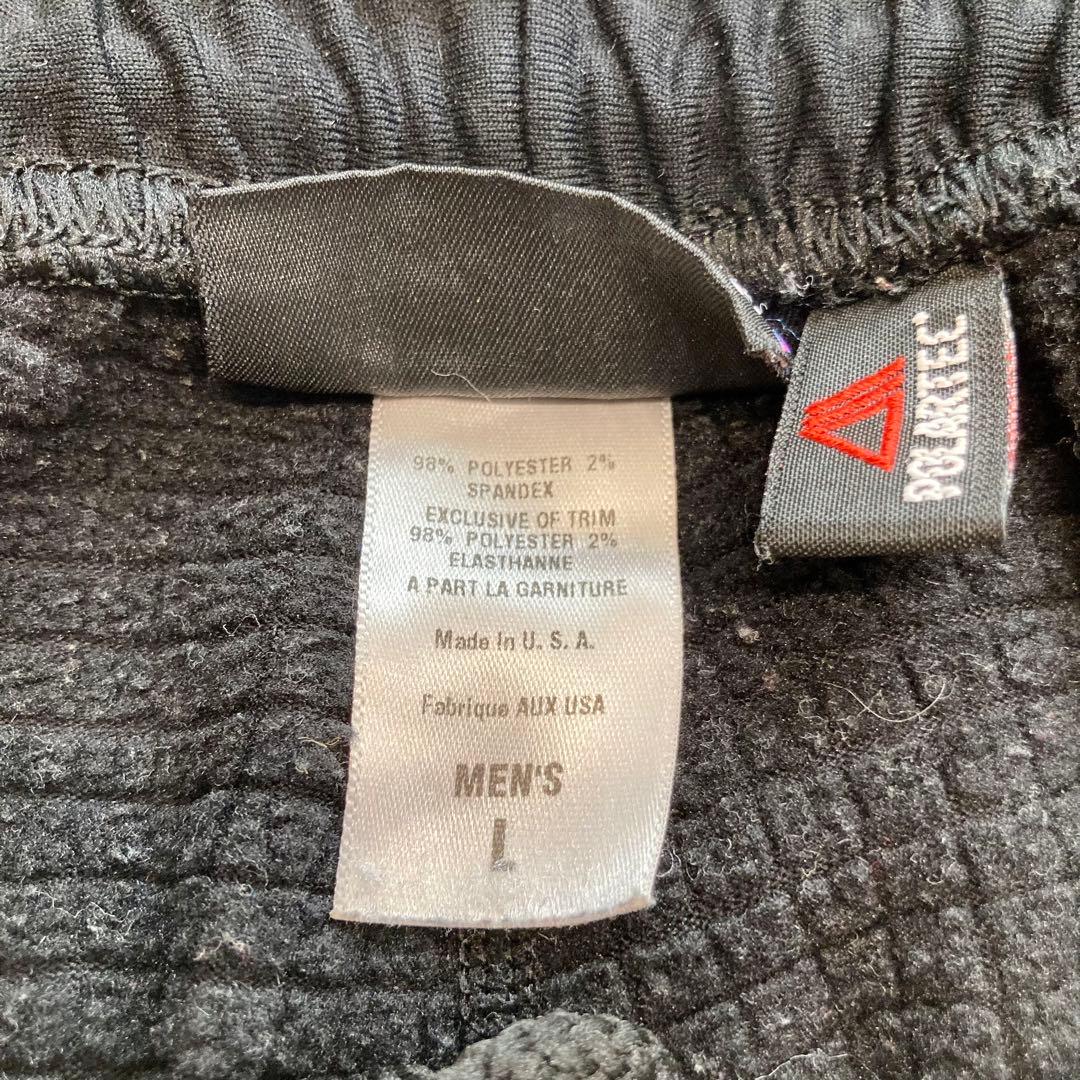 98% POLYESTER 2%
SPANDEX
EXCLUSIVE OF TRIM
98% POLYESTER 2%
ELASTHANNE
A PART LA GARNITURE
Made In U. S. A.
Fabrique AUX USA
MEN'S
L
POLARTEC